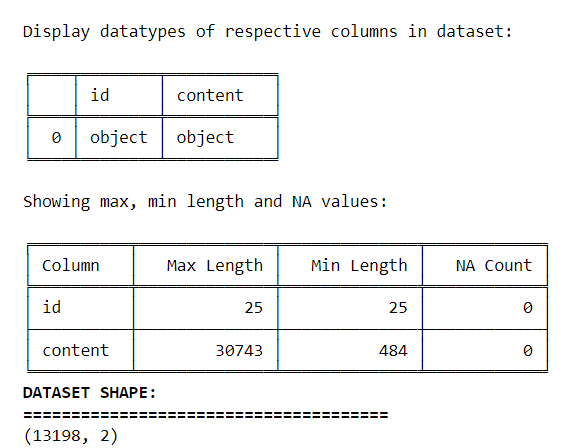 Display datatypes of respective columns in dataset:
id content
0 object object
Showing max, min length and NA values:
Column Max Length Min Length NA Count
id 25 25 0
content 30743 484 0
DATASET SHAPE:
======================================
(13198, 2)